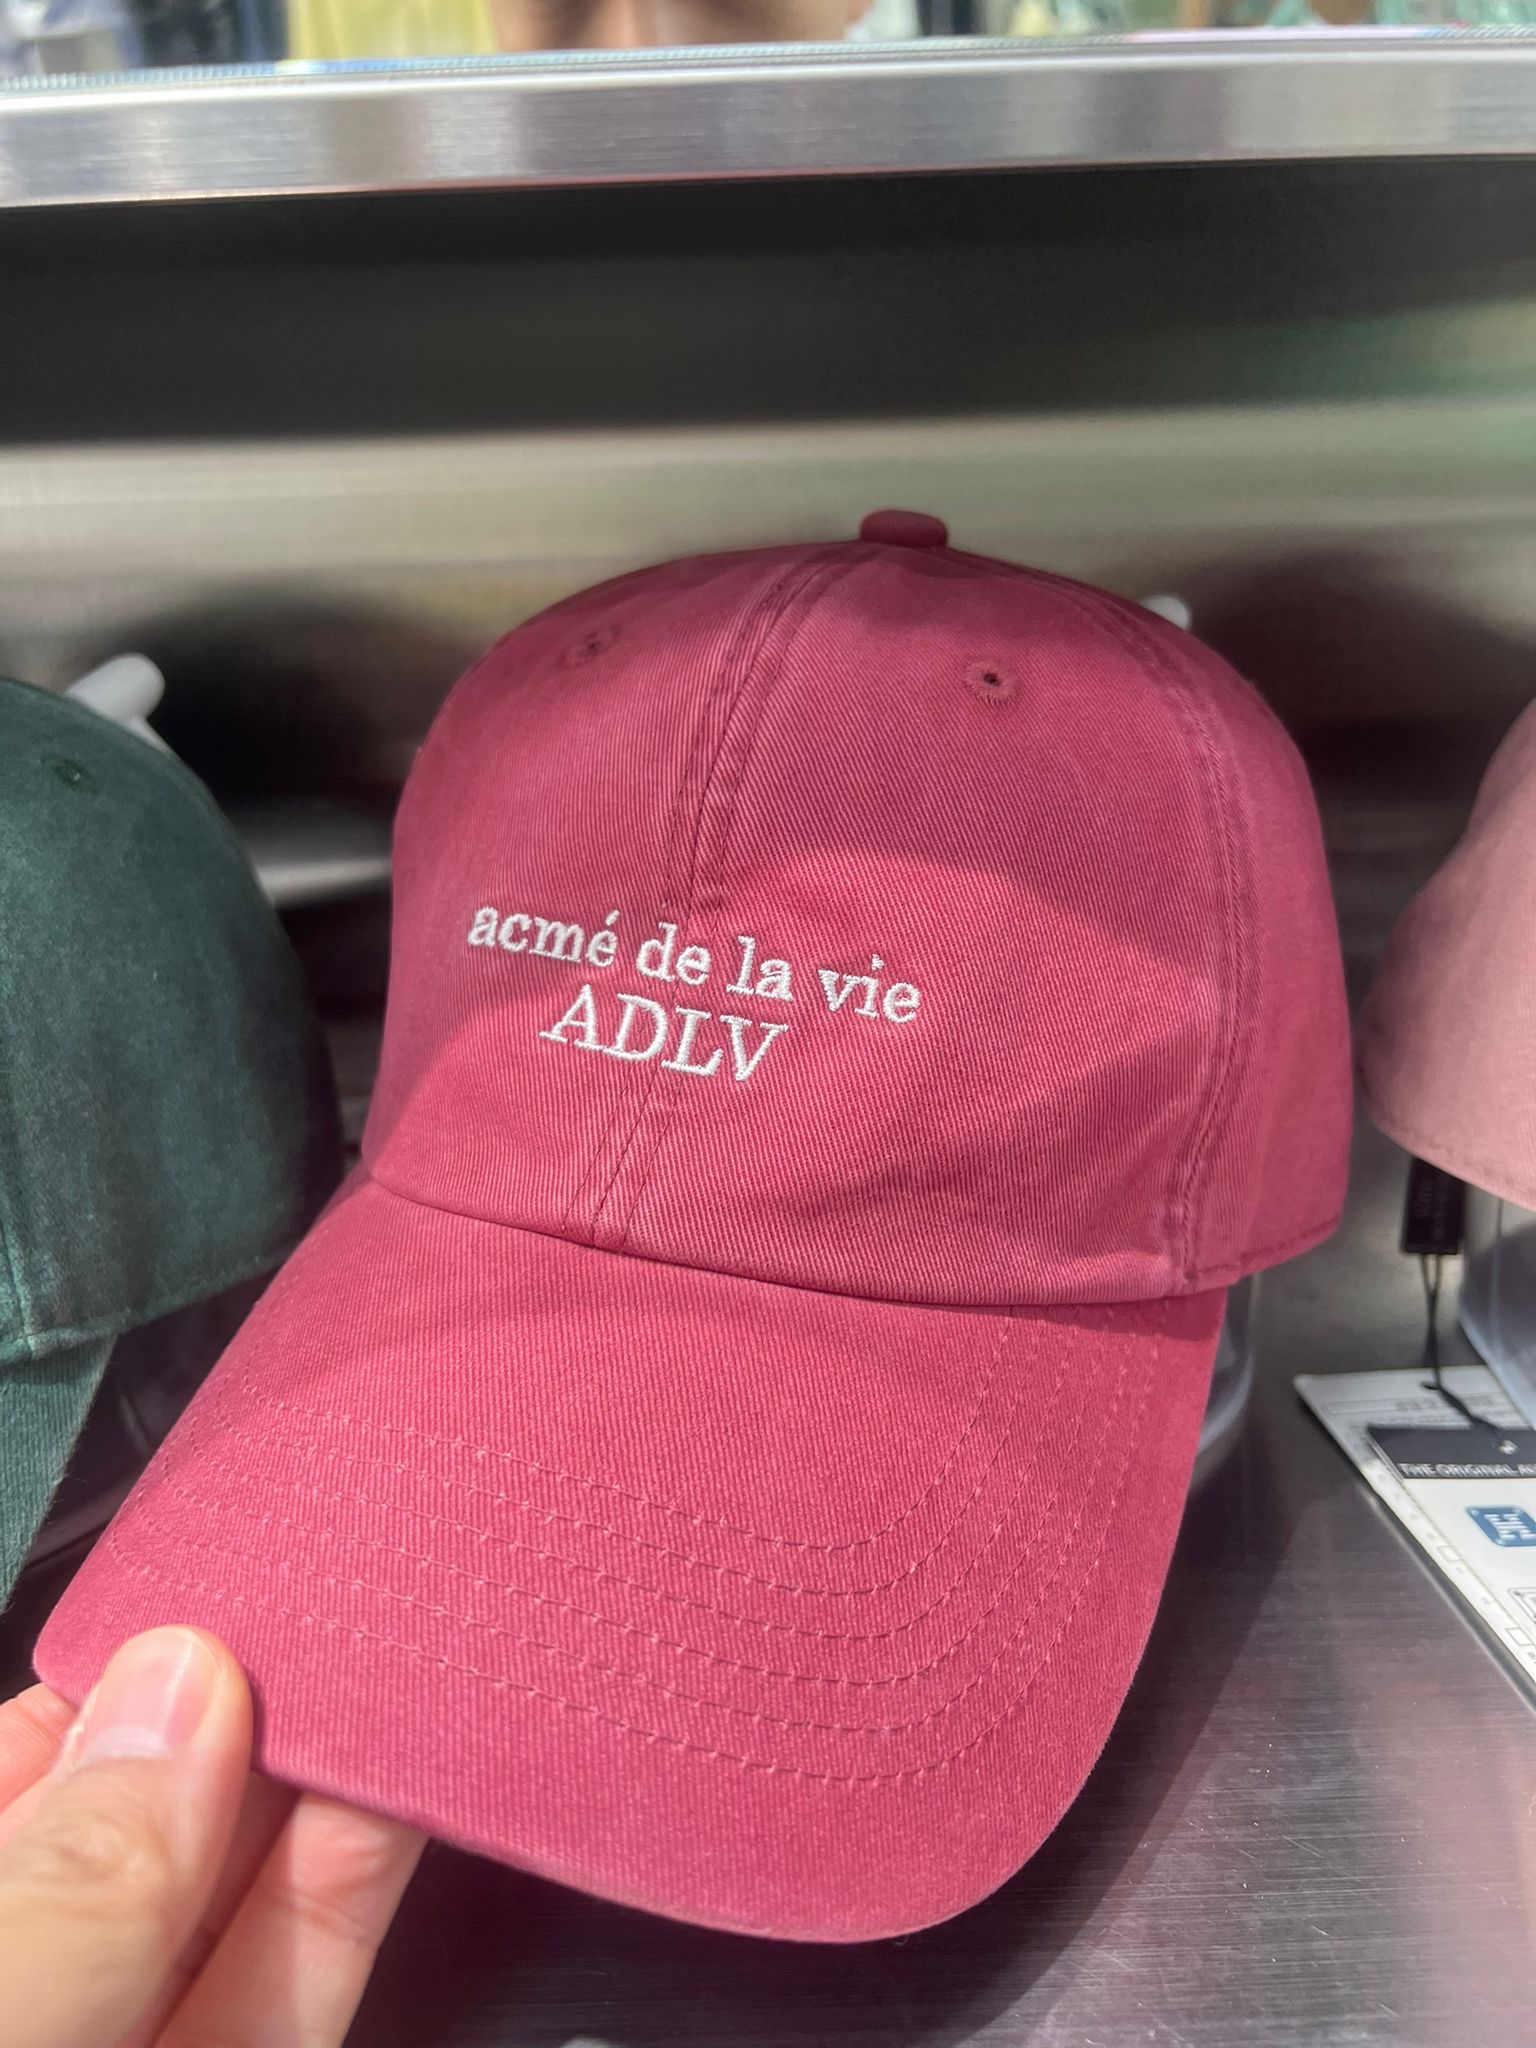 acmé de la vie
ADLV
THE ORIGINAL